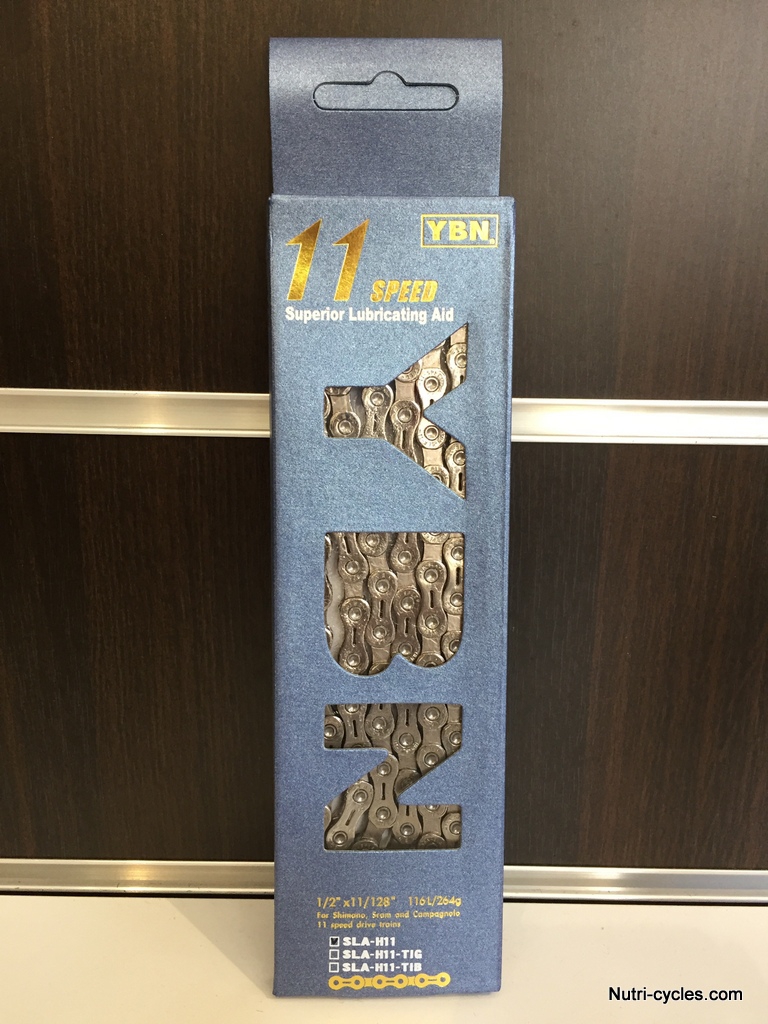 11 SPEED
YBN
Superior Lubricating Aid
Y B N
1/2" x11/128" 116L/264g
For Shimano, Sram and Campagnolo
11 speed drive trains
SLA-H11
SLA-H11-TIG
SLA-H11-TIB
Nutri-cycles.com